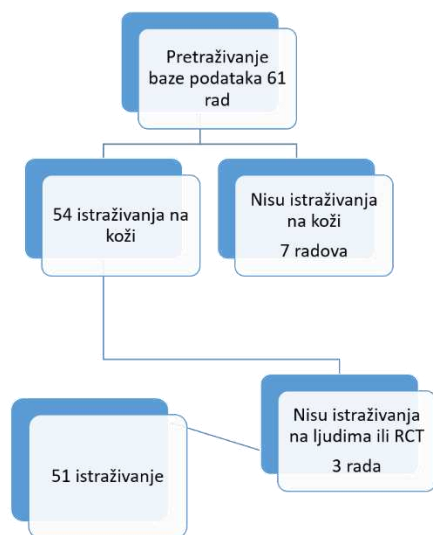 Pretraživanje
baze podataka 61
rad
54 istraživanja na
koži
Nisu istraživanja
na koži
7 radova
Nisu istraživanja
na ljudima ili RCT
3 rada
51 istraživanje